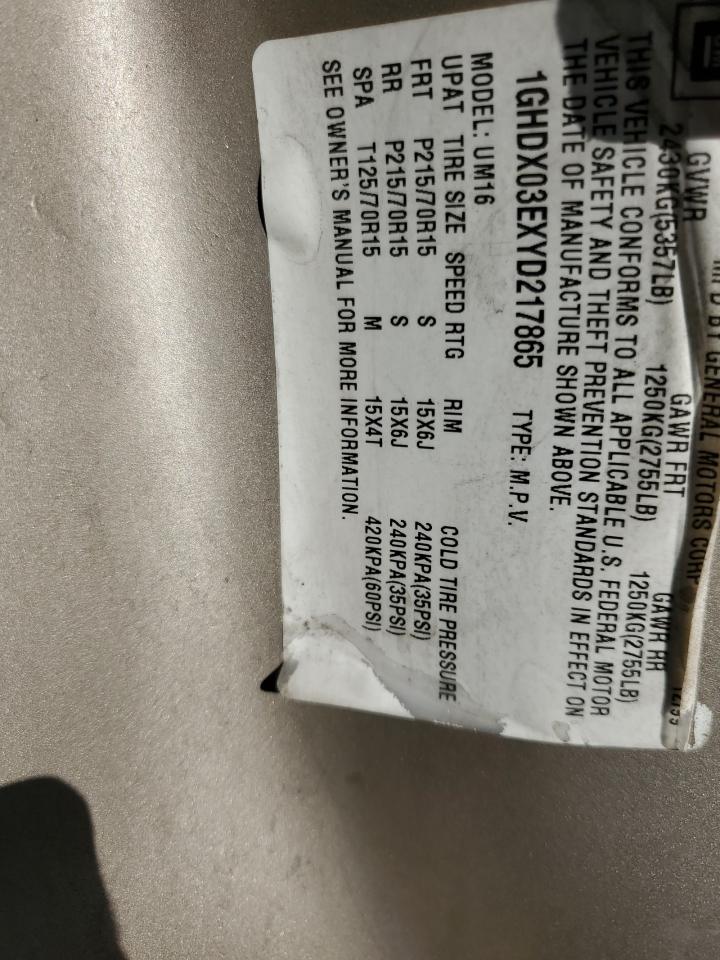 MFD BY GENERAL MOTORS CORP
12/99
GVWR GAWR FRT GAWR RR
2430KG(5357LB) 1250KG(2755LB) 1250KG(2755LB)
THIS VEHICLE CONFORMS TO ALL APPLICABLE U.S. FEDERAL MOTOR
VEHICLE SAFETY AND THEFT PREVENTION STANDARDS IN EFFECT ON
THE DATE OF MANUFACTURE SHOWN ABOVE.
1GHDX03EXYD217865 TYPE: M.P.V.
MODEL: UM16
UPAT TIRE SIZE SPEED RTG RIM COLD TIRE PRESSURE
FRT P215/70R15 S 15X6J 240KPA(35PSI)
RR P215/70R15 S 15X6J 240KPA(35PSI)
SPA T125/70R15 M 15X4T 420KPA(60PSI)
SEE OWNER'S MANUAL FOR MORE INFORMATION.